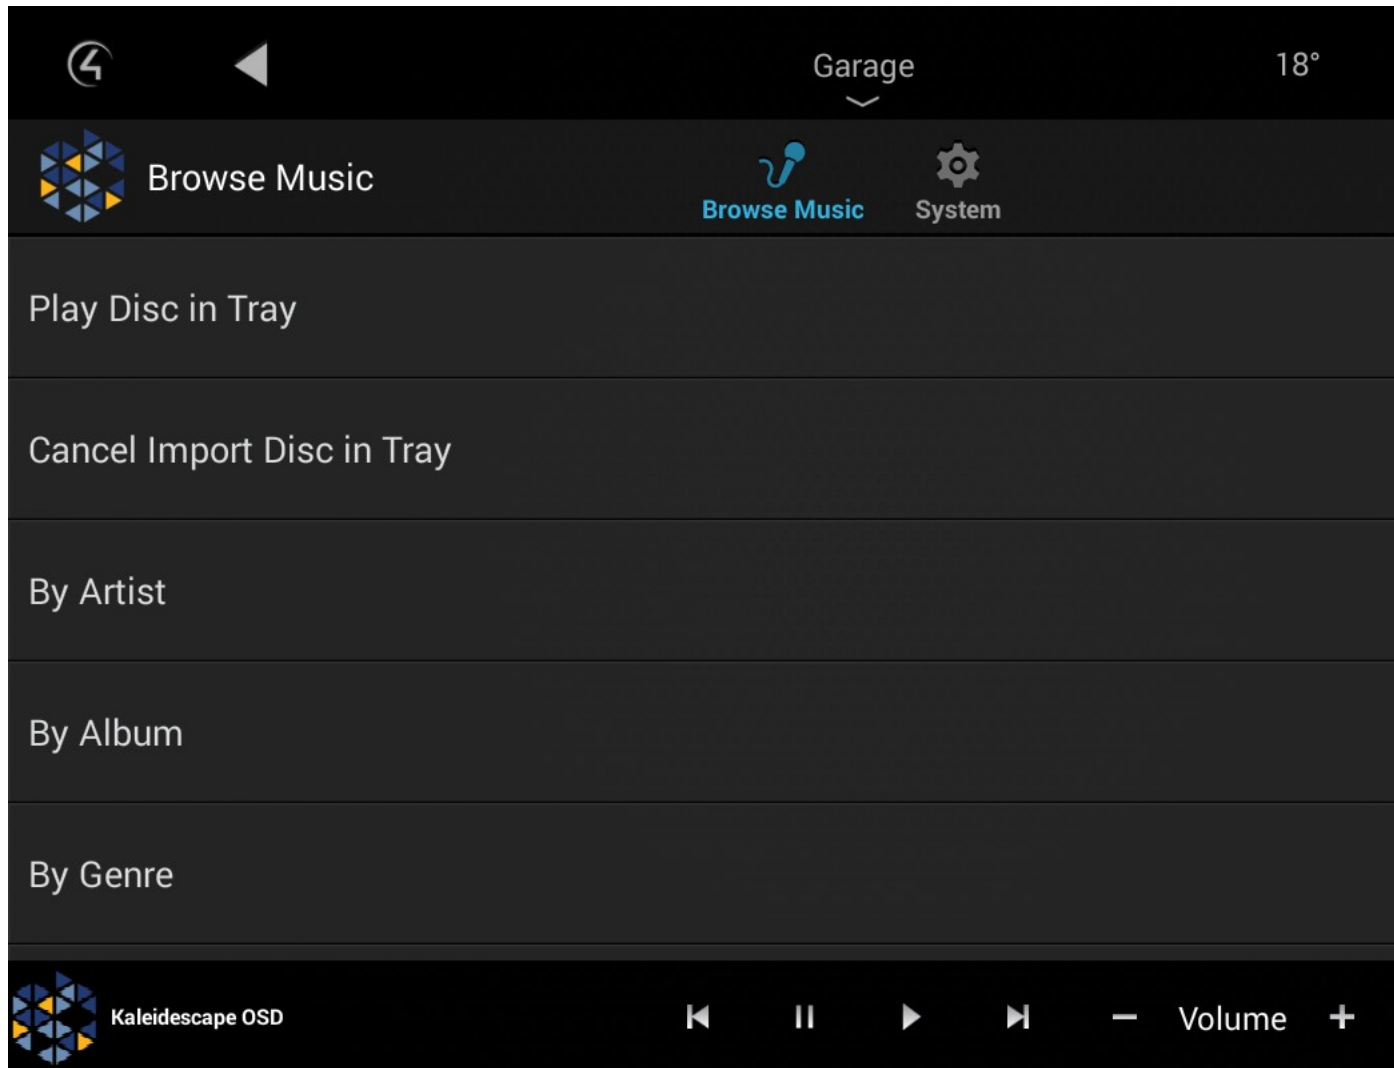 4
Garage
18°
Browse Music
Browse Music
System
Play Disc in Tray
Cancel Import Disc in Tray
By Artist
By Album
By Genre
Kaleidescape OSD
Volume